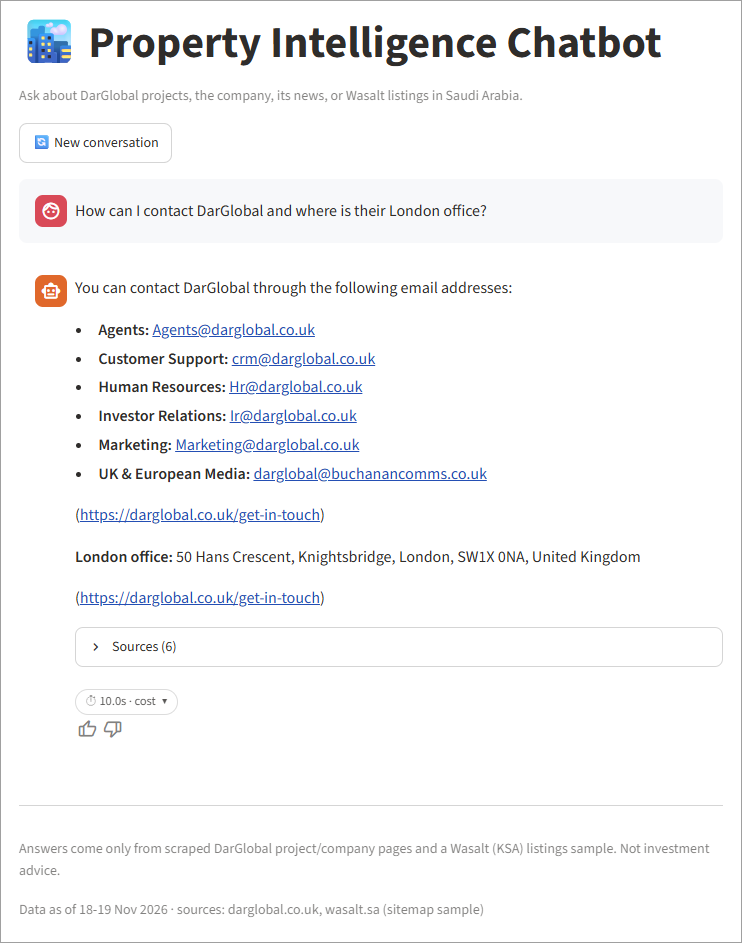 Property Intelligence Chatbot
Ask about DarGlobal projects, the company, its news, or Wasalt listings in Saudi Arabia.
New conversation
How can I contact DarGlobal and where is their London office?
You can contact DarGlobal through the following email addresses:
• Agents: Agents@darglobal.co.uk
• Customer Support: crm@darglobal.co.uk
• Human Resources: Hr@darglobal.co.uk
• Investor Relations: Ir@darglobal.co.uk
• Marketing: Marketing@darglobal.co.uk
• UK & European Media: darglobal@buchanancomms.co.uk
(https://darglobal.co.uk/get-in-touch)
London office: 50 Hans Crescent, Knightsbridge, London, SW1X 0NA, United Kingdom
(https://darglobal.co.uk/get-in-touch)
Sources (6)
10.0s · cost ▾
Answers come only from scraped DarGlobal project/company pages and a Wasalt (KSA) listings sample. Not investment
advice.
Data as of 18-19 Nov 2026 · sources: darglobal.co.uk, wasalt.sa (sitemap sample)